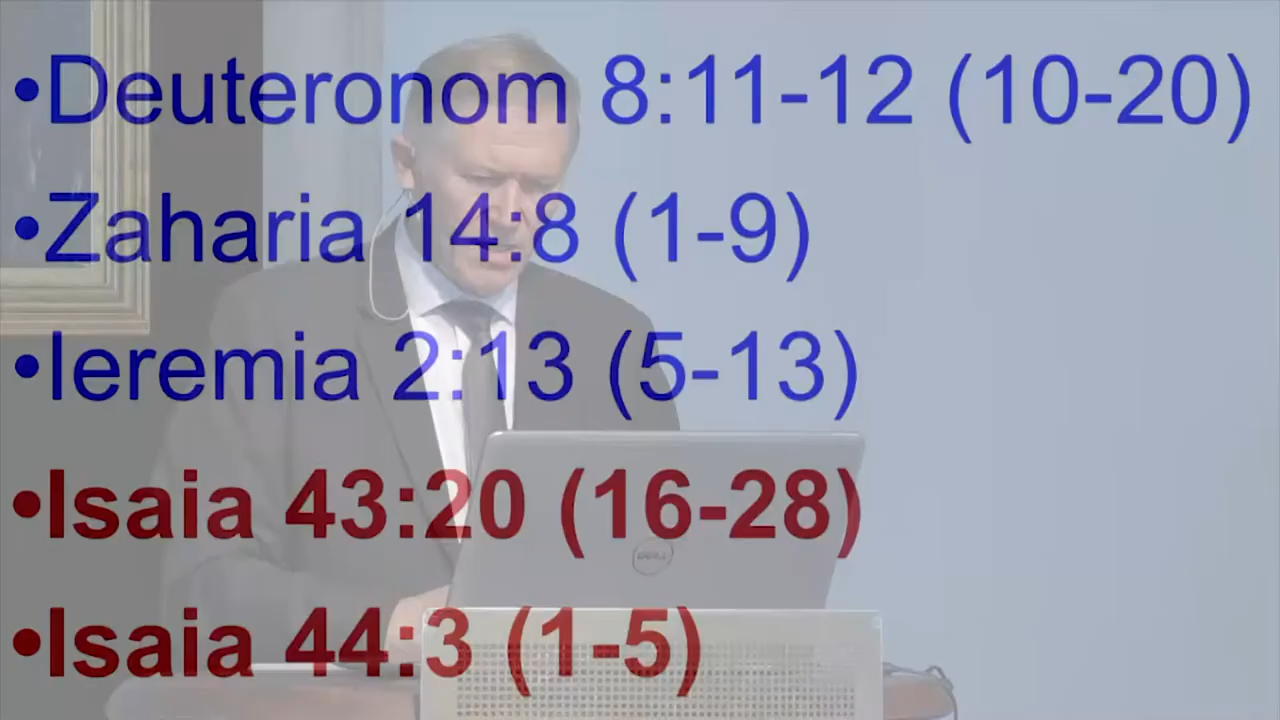 •Deuteronom 8:11-12 (10-20)
•Zaharia 14:8 (1-9)
•Ieremia 2:13 (5-13)
•Isaia 43:20 (16-28)
•Isaia 44:3 (1-5)
DELL